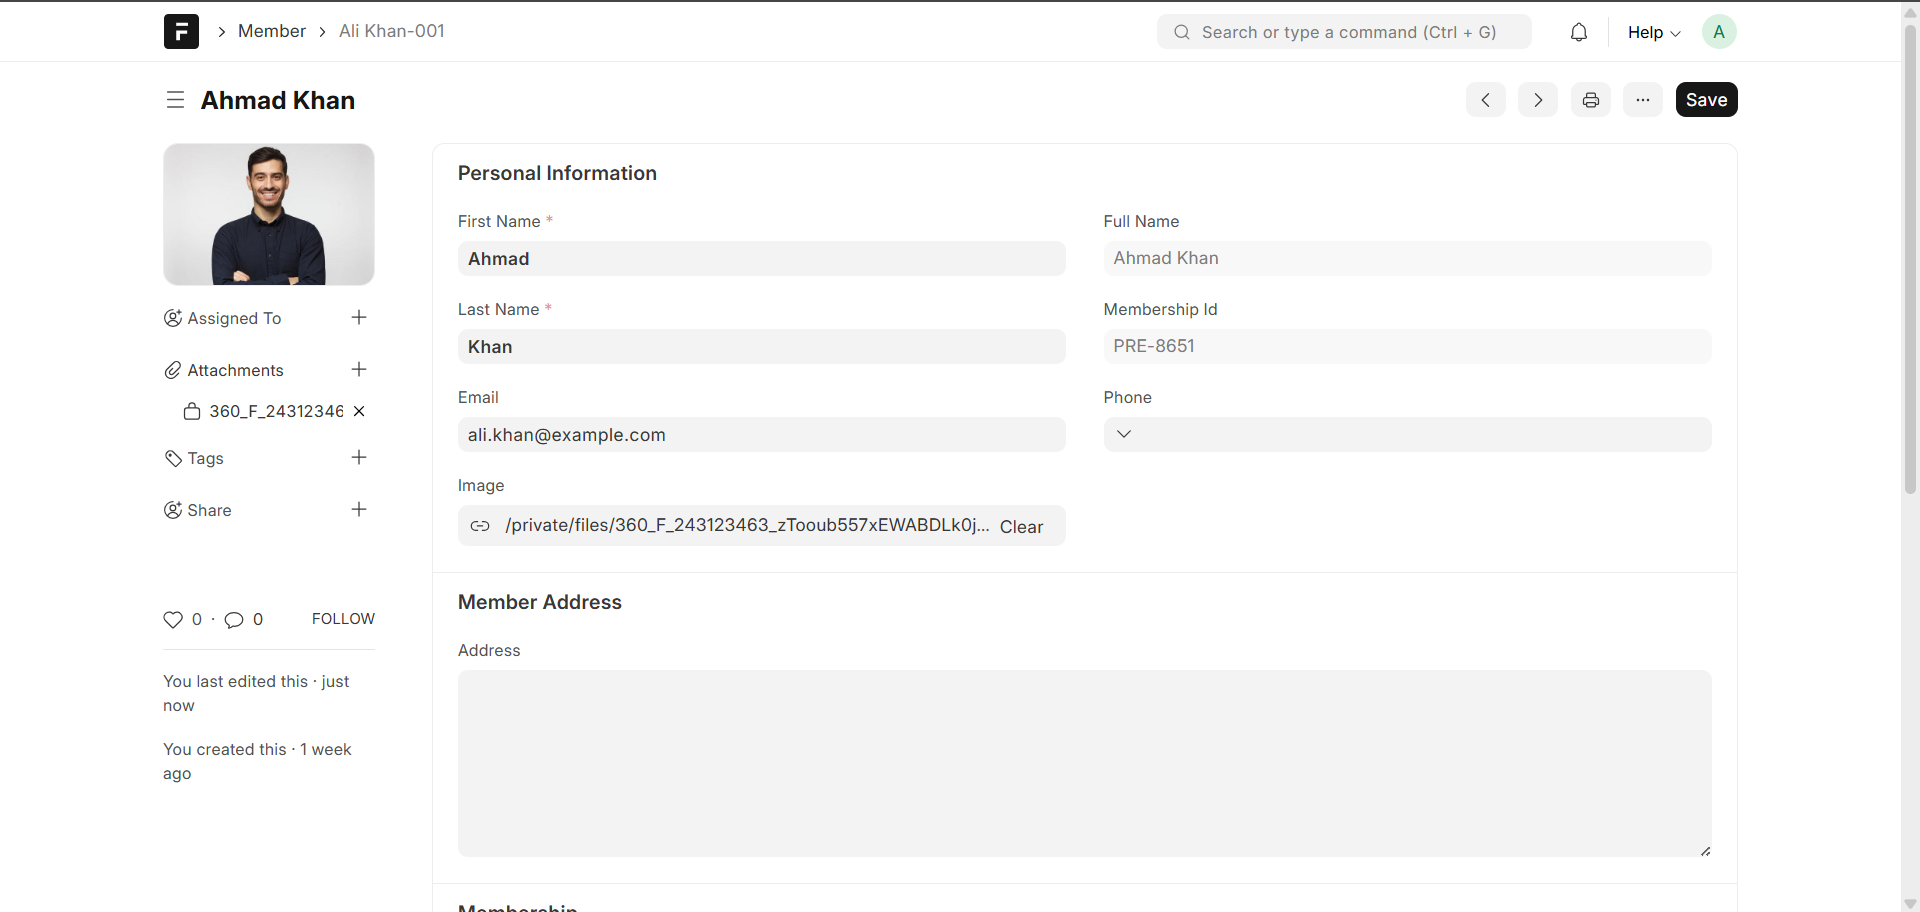 Member
Ali Khan-001
Search or type a command (Ctrl + G)
Help
A
Ahmad Khan
Save
Assigned To
Attachments
360_F_24312346
Tags
Share
0 · 0
FOLLOW
You last edited this · just
now
You created this · 1 week
ago
Personal Information
First Name *
Ahmad
Full Name
Ahmad Khan
Last Name *
Khan
Membership Id
PRE-8651
Email
ali.khan@example.com
Phone
Image
/private/files/360_F_243123463_zTooub557xEWABDLk0j...
Clear
Member Address
Address
Membership